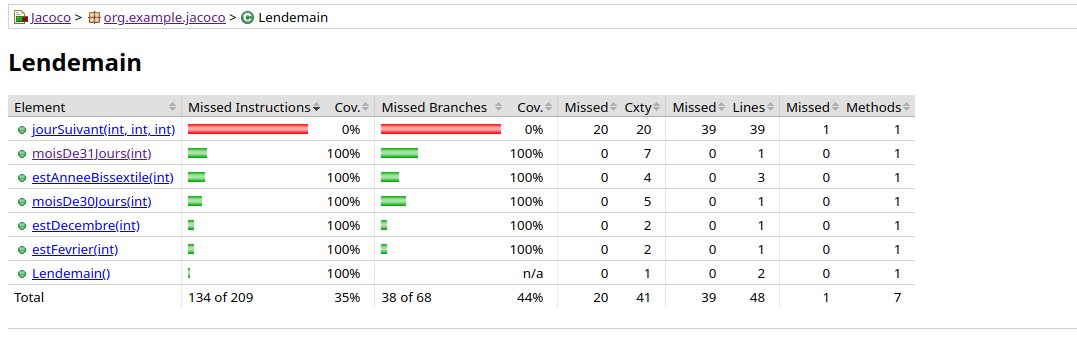 Jacoco > org.example.jacoco > Lendemain
Lendemain
Element Missed Instructions Cov. Missed Branches Cov. Missed Cxty Missed Lines Missed Methods
jourSuivant(int, int, int) 0% 0% 20 20 39 39 1 1
moisDe31Jours(int) 100% 100% 0 7 0 1 0 1
estAnneeBissextile(int) 100% 100% 0 4 0 3 0 1
moisDe30Jours(int) 100% 100% 0 5 0 1 0 1
estDecembre(int) 100% 100% 0 2 0 1 0 1
estFevrier(int) 100% 100% 0 2 0 1 0 1
Lendemain() 100% n/a 0 1 0 2 0 1
Total 134 of 209 35% 38 of 68 44% 20 41 39 48 1 7